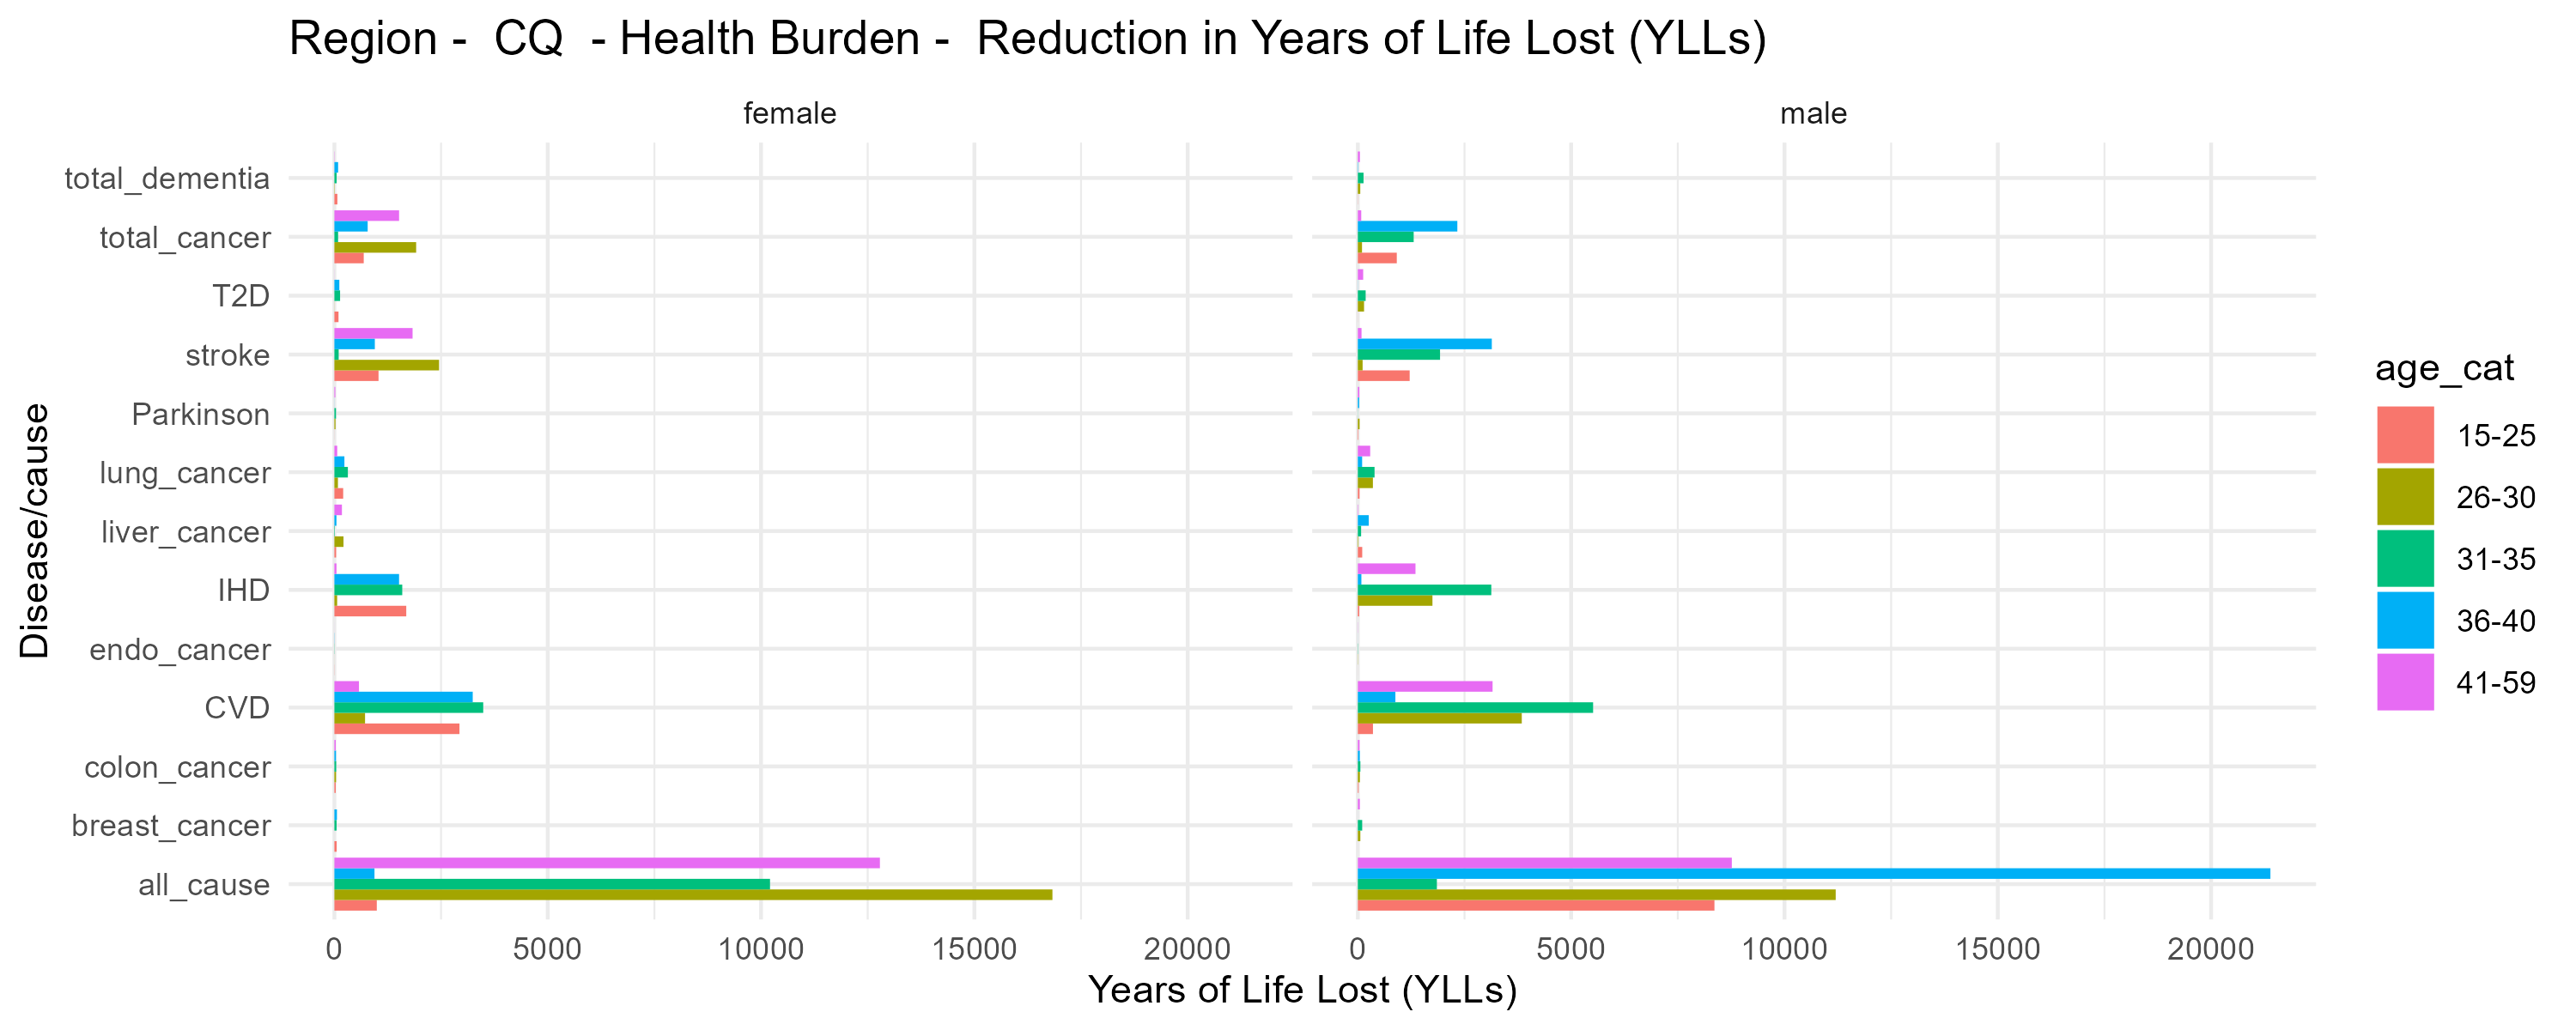 Region -  CQ  - Health Burden -  Reduction in Years of Life Lost (YLLs)
female
male
Disease/cause
total_dementia
total_cancer
T2D
stroke
Parkinson
lung_cancer
liver_cancer
IHD
endo_cancer
CVD
colon_cancer
breast_cancer
all_cause
0 5000 10000 15000 20000
0 5000 10000 15000 20000
Years of Life Lost (YLLs)
age_cat
15-25
26-30
31-35
36-40
41-59